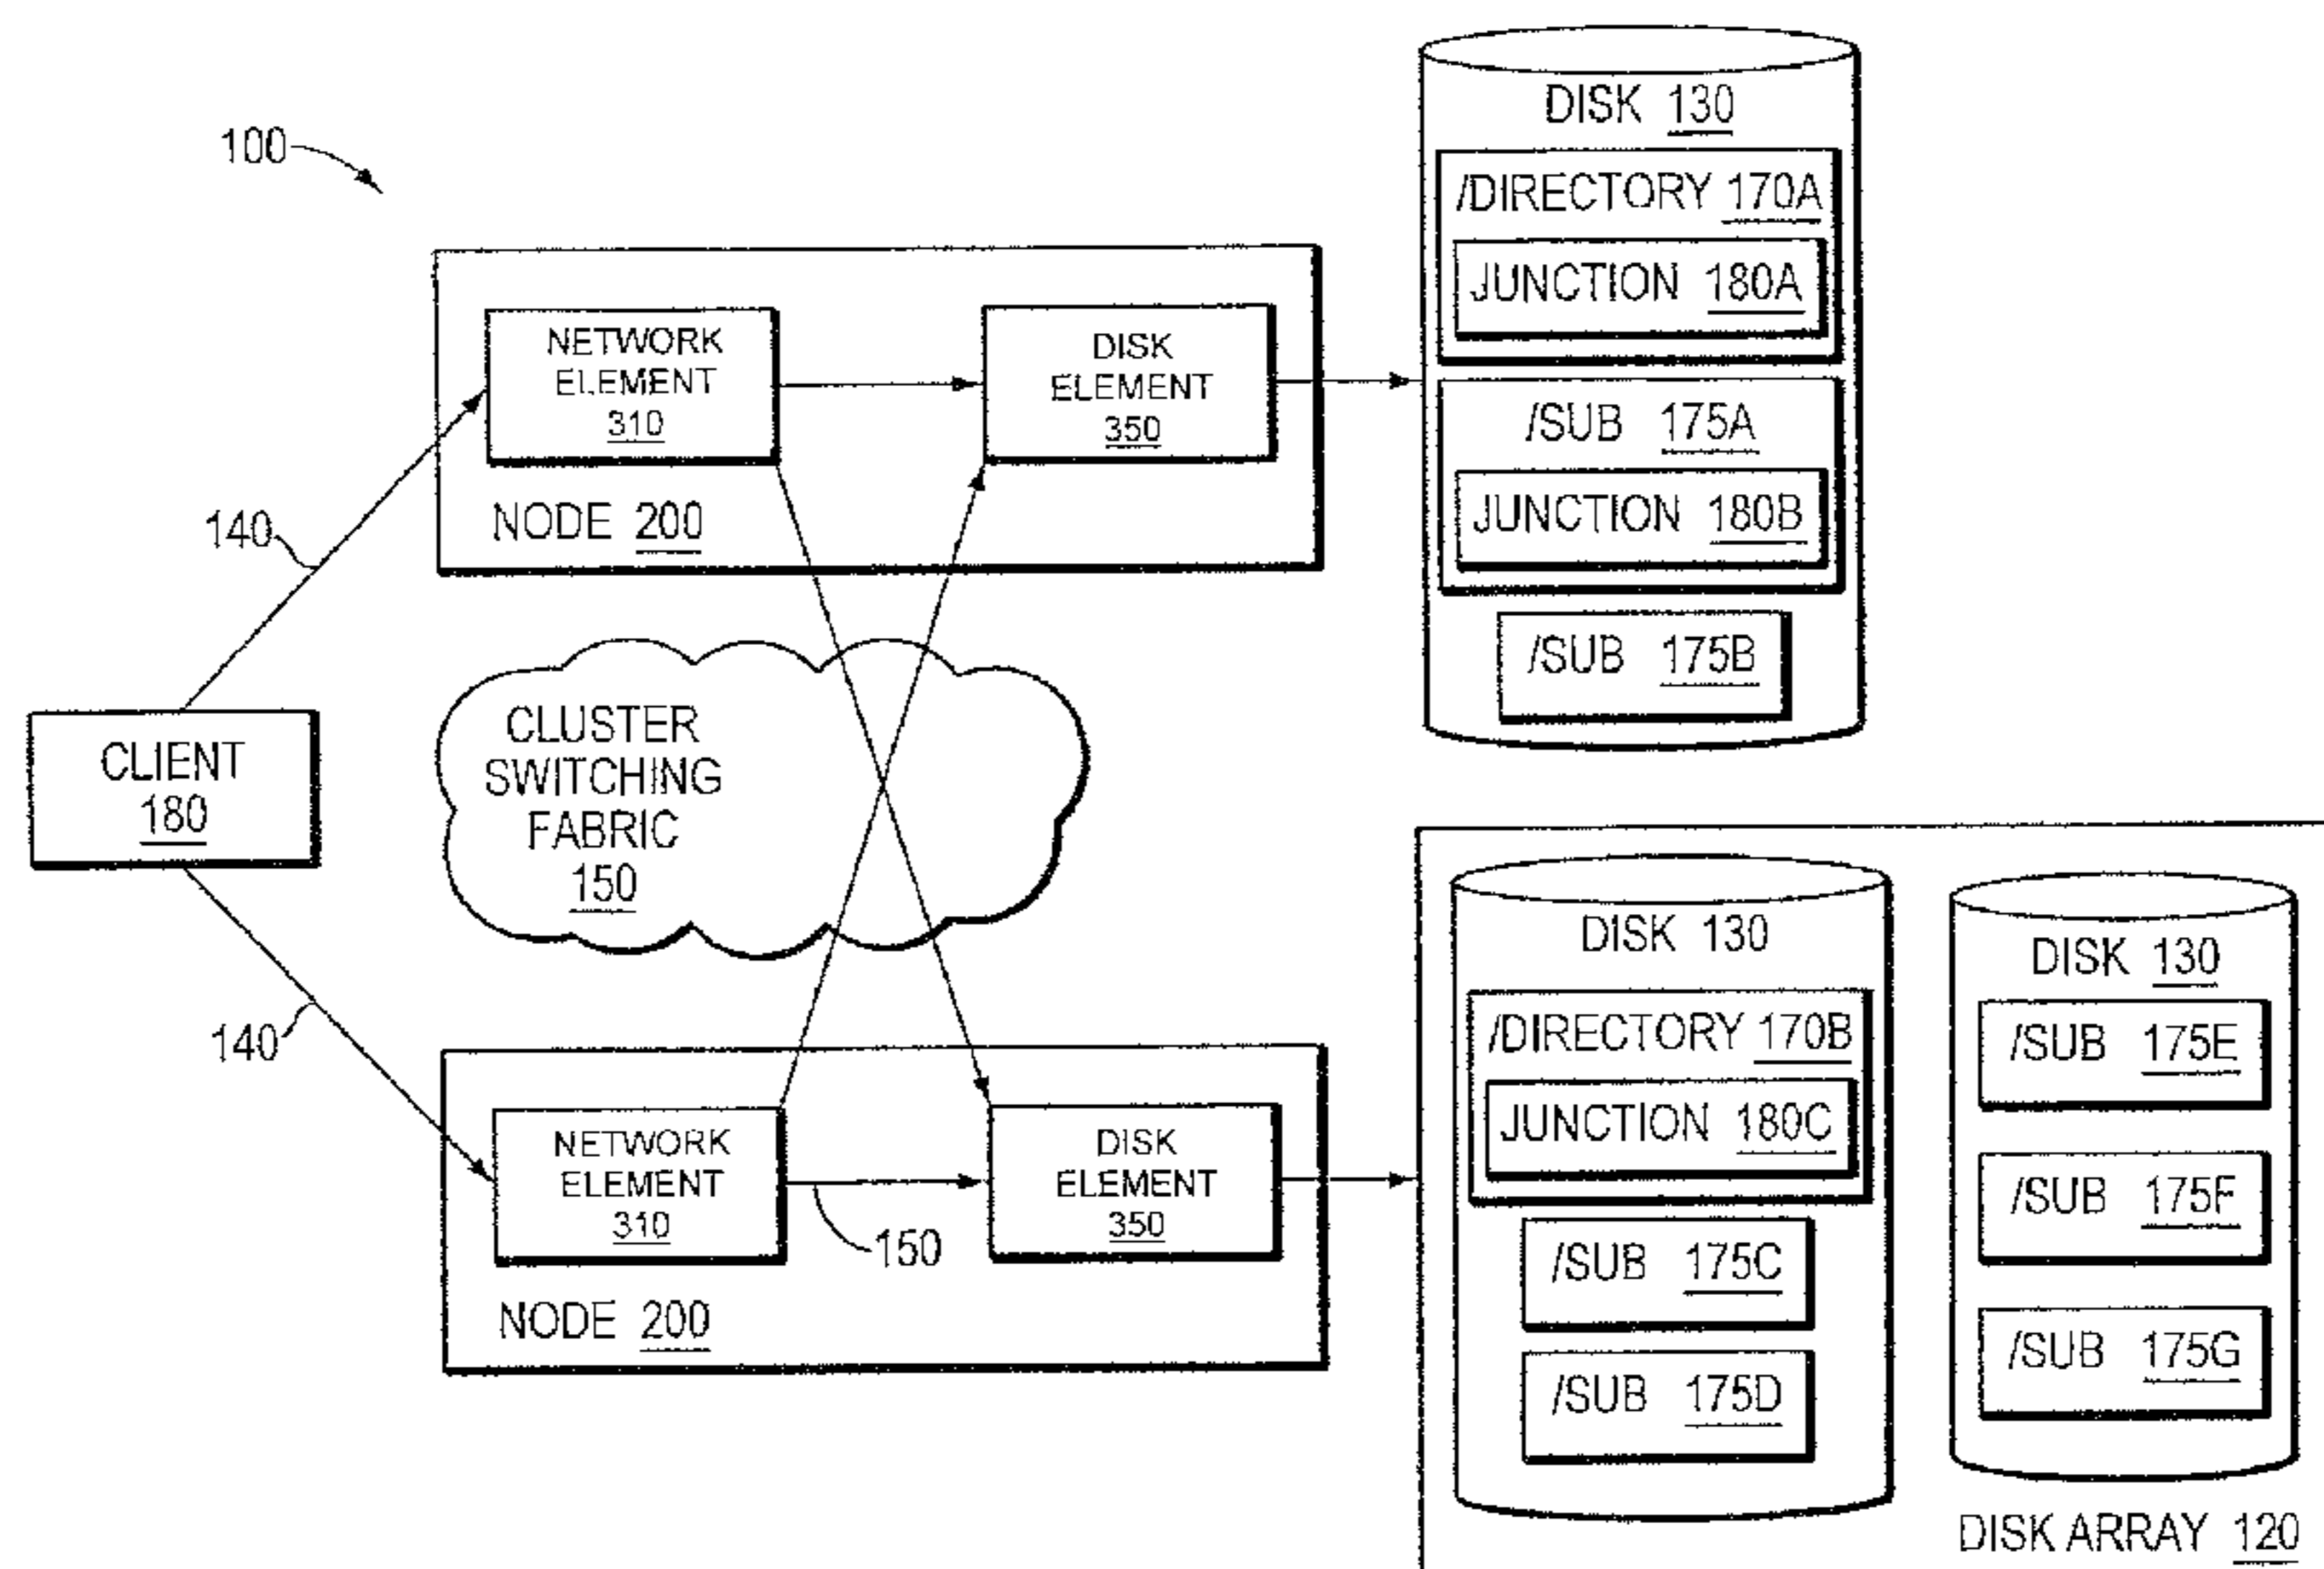 100
DISK 130
/DIRECTORY 170A
JUNCTION 180A
/SUB 175A
JUNCTION 180B
/SUB 175B
NETWORK
ELEMENT
310
DISK
ELEMENT
350
NODE 200
140
CLIENT
180
CLUSTER
SWITCHING
FABRIC
150
140
NETWORK
ELEMENT
310
150
DISK
ELEMENT
350
NODE 200
DISK 130
/DIRECTORY 170B
JUNCTION 180C
/SUB 175C
/SUB 175D
DISK 130
/SUB 175E
/SUB 175F
/SUB 175G
DISK ARRAY 120